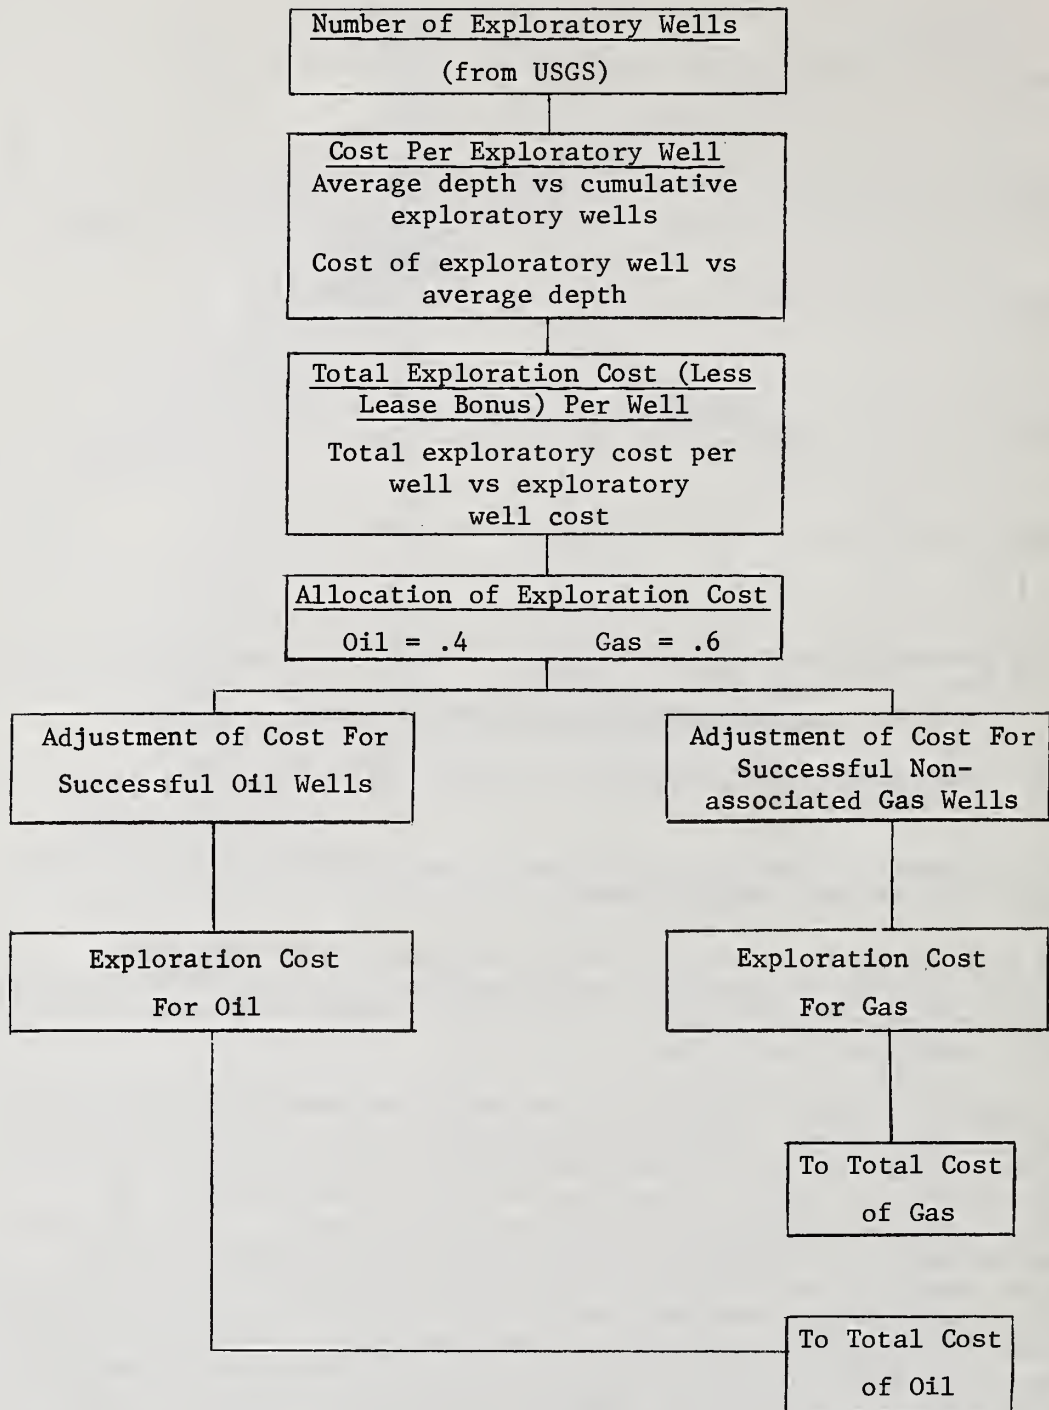 Number of Exploratory Wells
(from USGS)
Cost Per Exploratory Well
Average depth vs cumulative
exploratory wells
Cost of exploratory well vs
average depth
Total Exploration Cost (Less
Lease Bonus) Per Well
Total exploratory cost per
well vs exploratory
well cost
Allocation of Exploration Cost
Oil = .4 Gas = .6
Adjustment of Cost For
Successful Oil Wells
Adjustment of Cost For
Successful Non-
associated Gas Wells
Exploration Cost
For Oil
Exploration Cost
For Gas
To Total Cost
of Gas
To Total Cost
of Oil